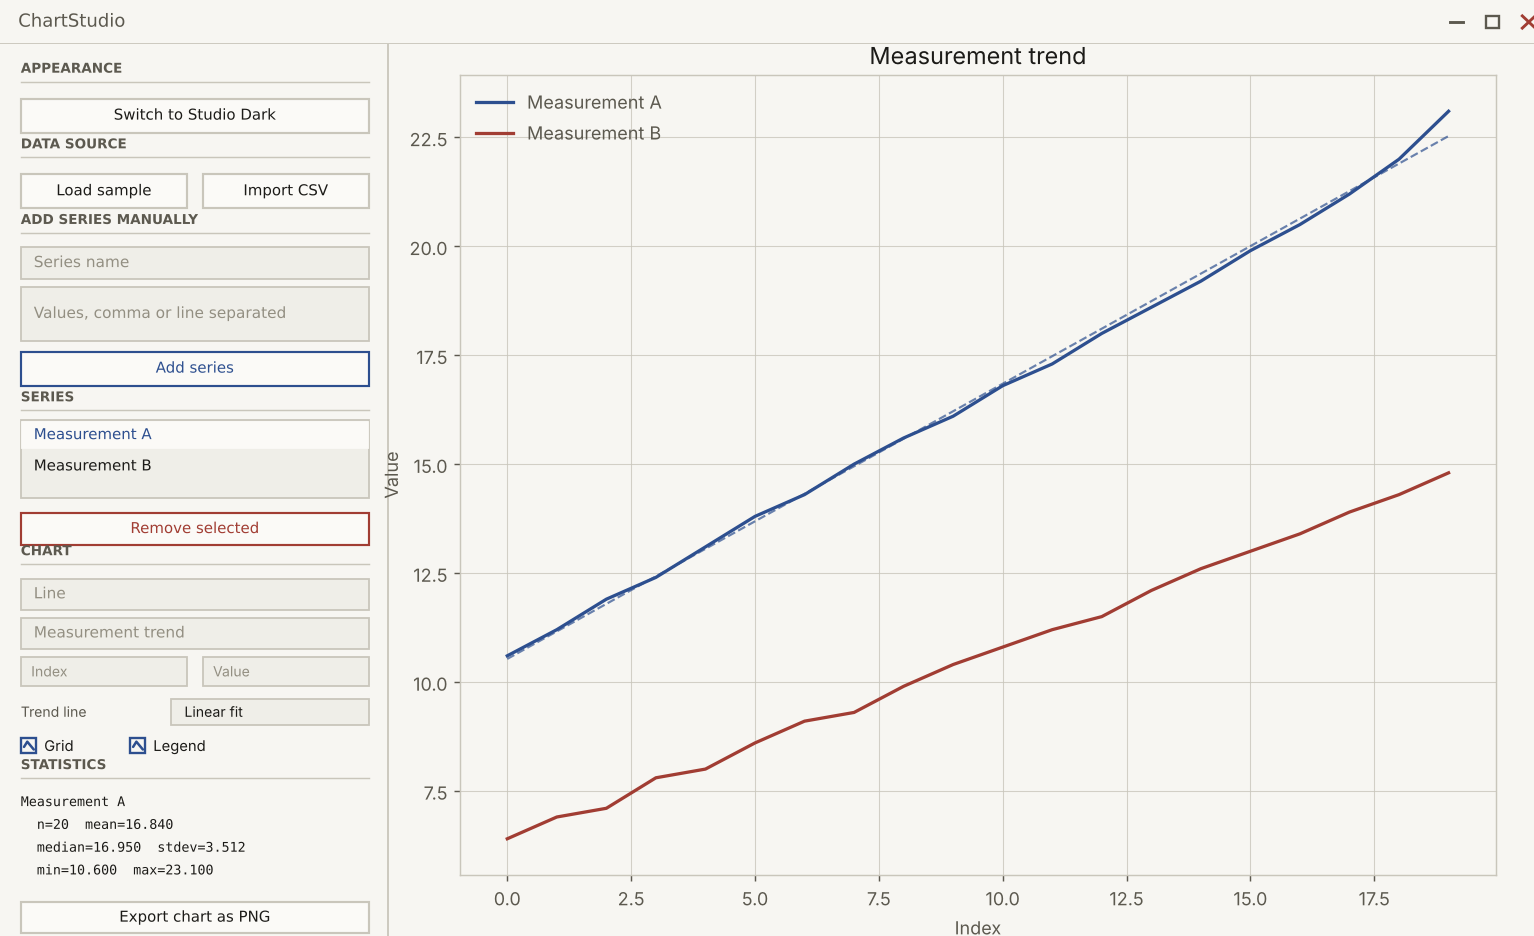 ChartStudio
APPEARANCE
Switch to Studio Dark
DATA SOURCE
Load sample
Import CSV
ADD SERIES MANUALLY
Series name
Values, comma or line separated
Add series
SERIES
Measurement A
Measurement B
Remove selected
CHART
Line
Measurement trend
Index
Value
Trend line
Linear fit
Grid
Legend
STATISTICS
Measurement A
n=20 mean=16.840
median=16.950 stdev=3.512
min=10.600 max=23.100
Export chart as PNG
Measurement trend
Measurement A
Measurement B
22.5
20.0
17.5
15.0
12.5
10.0
7.5
Value
0.0
2.5
5.0
7.5
10.0
12.5
15.0
17.5
Index